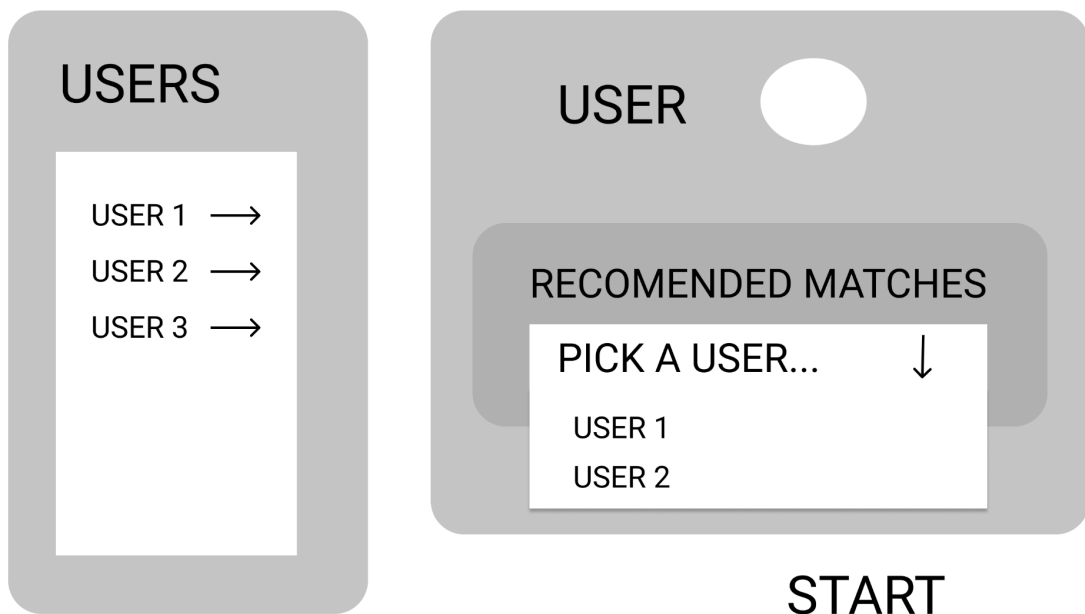 USERS
USER 1
USER 2
USER 3
USER
RECOMENDED MATCHES
PICK A USER...
USER 1
USER 2
START